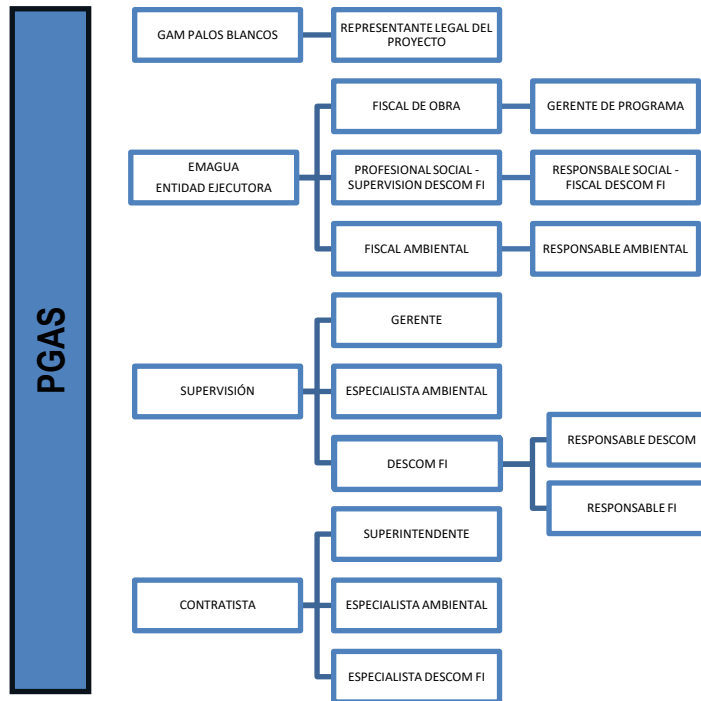 PGAS
GAM PALOS BLANCOS
REPRESENTANTE LEGAL DEL
PROYECTO
EMAGUA
ENTIDAD EJECUTORA
FISCAL DE OBRA
GERENTE DE PROGRAMA
PROFESIONAL SOCIAL -
SUPERVISION DESCOM FI
RESPONSBALE SOCIAL -
FISCAL DESCOM FI
FISCAL AMBIENTAL
RESPONSABLE AMBIENTAL
SUPERVISIÓN
GERENTE
ESPECIALISTA AMBIENTAL
DESCOM FI
RESPONSABLE DESCOM
RESPONSABLE FI
CONTRATISTA
SUPERINTENDENTE
ESPECIALISTA AMBIENTAL
ESPECIALISTA DESCOM FI